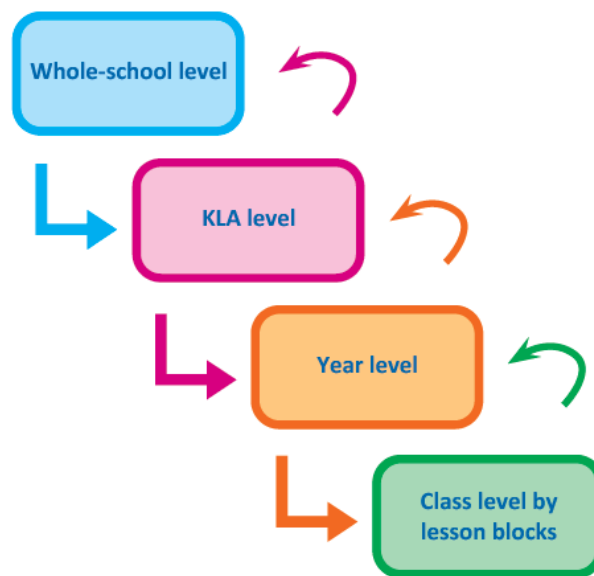 Whole-school level
KLA level
Year level
Class level by
lesson blocks